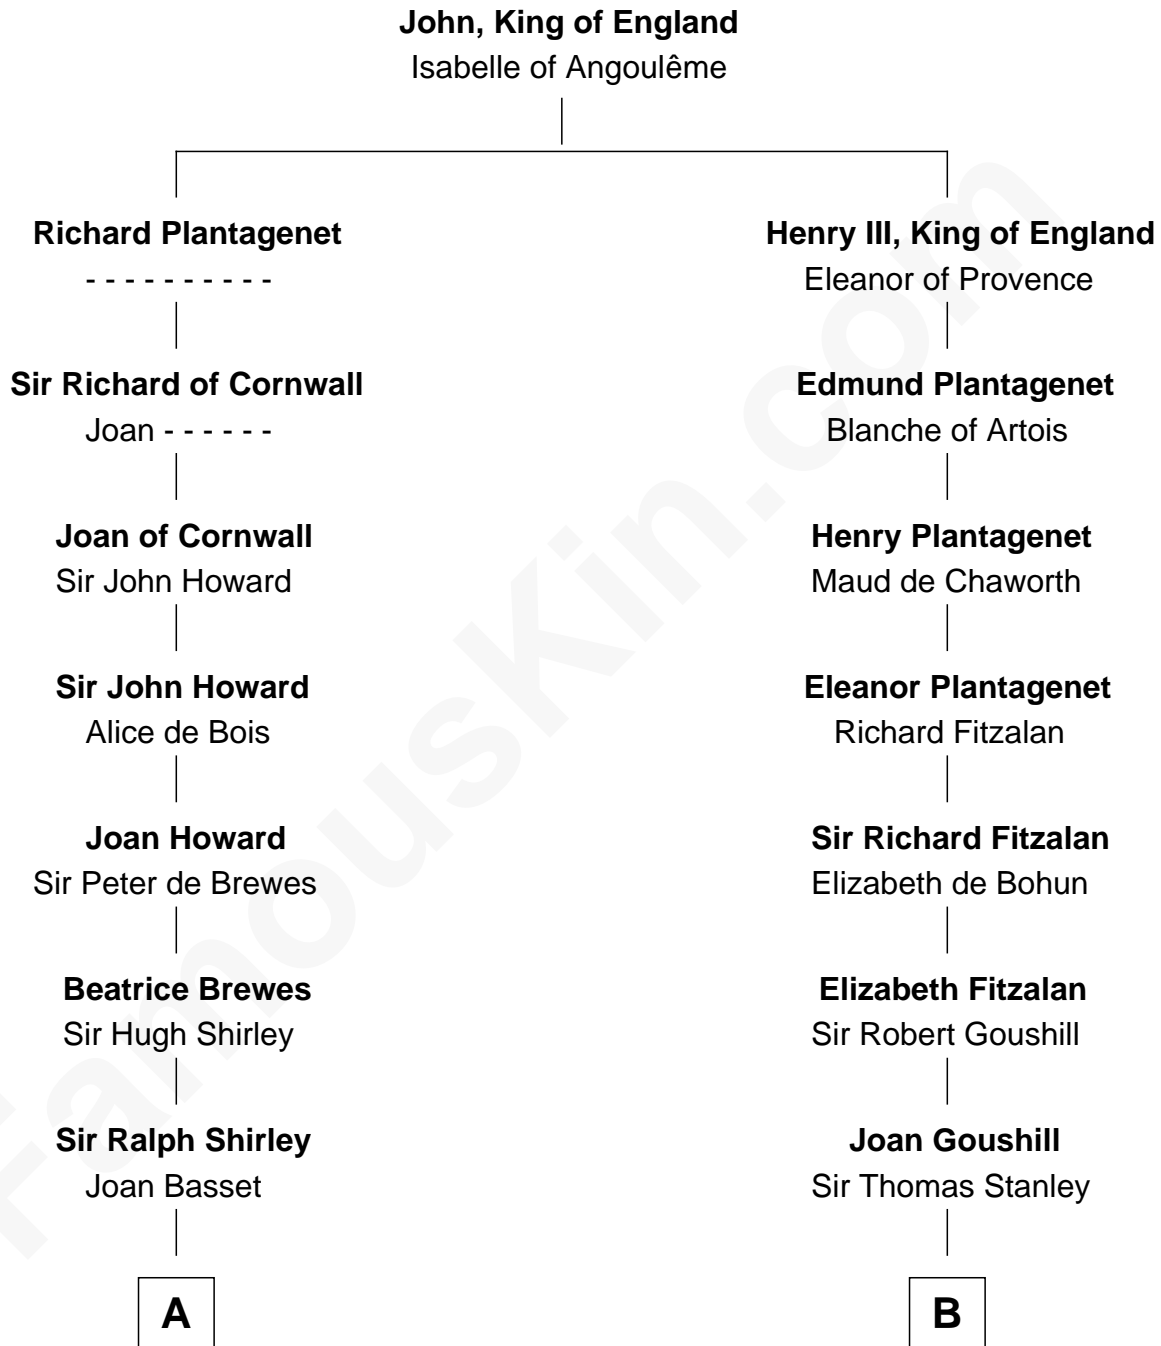 John, King of England
Isabelle of Angoulême
Richard Plantagenet
- - - - - - - - - -
Henry III, King of England
Eleanor of Provence
Sir Richard of Cornwall
Joan - - - - - -
Edmund Plantagenet
Blanche of Artois
Joan of Cornwall
Sir John Howard
Henry Plantagenet
Maud de Chaworth
Sir John Howard
Alice de Bois
Eleanor Plantagenet
Richard Fitzalan
Joan Howard
Sir Peter de Brewes
Sir Richard Fitzalan
Elizabeth de Bohun
Beatrice Brewes
Sir Hugh Shirley
Elizabeth Fitzalan
Sir Robert Goushill
Sir Ralph Shirley
Joan Basset
Joan Goushill
Sir Thomas Stanley
A
B
FamousKin.com